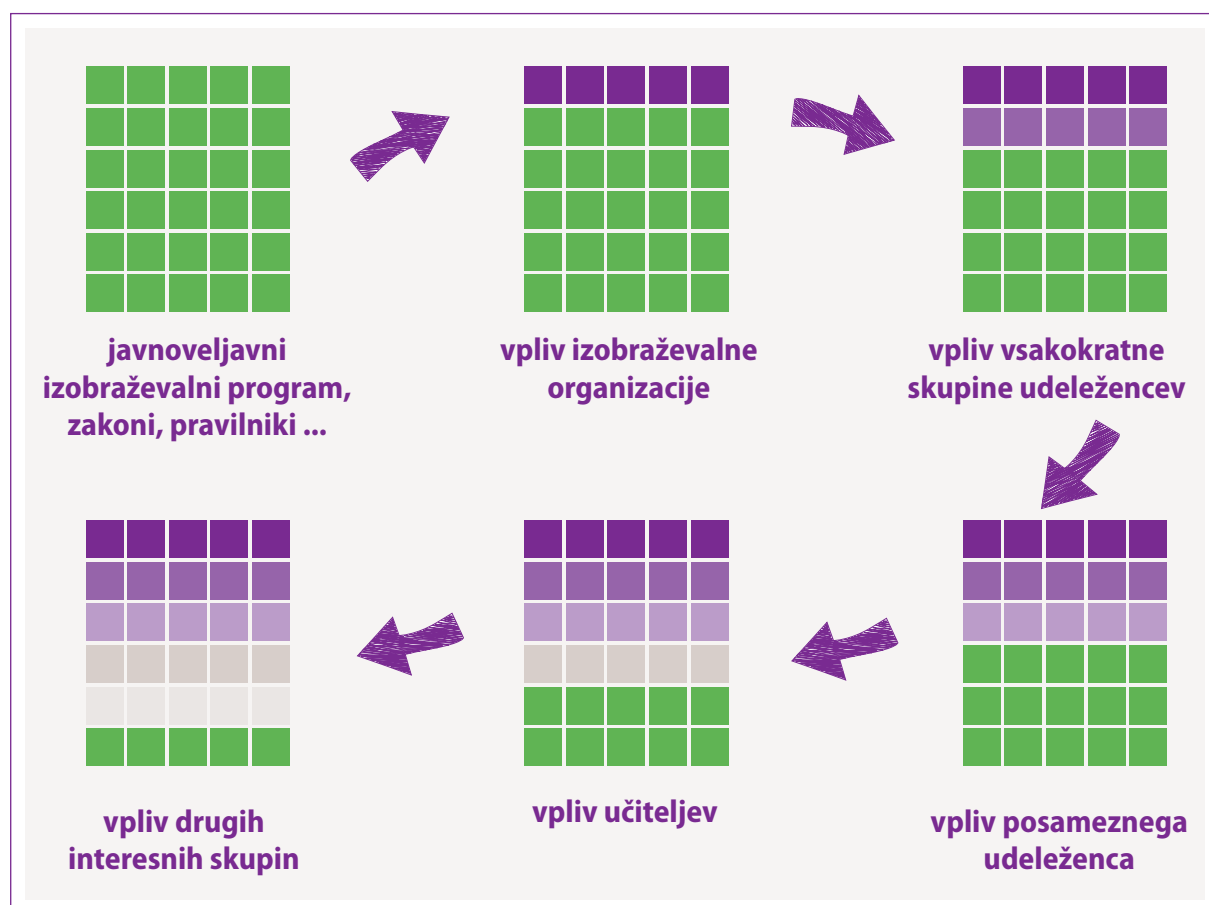 javnoveljavni
izobraževalni program,
zakoni, pravilniki ...
vpliv izobraževalne
organizacije
vpliv vsakokratne
skupine udeležencev
vpliv drugih
interesnih skupin
vpliv učiteljev
vpliv posameznega
udeleženca